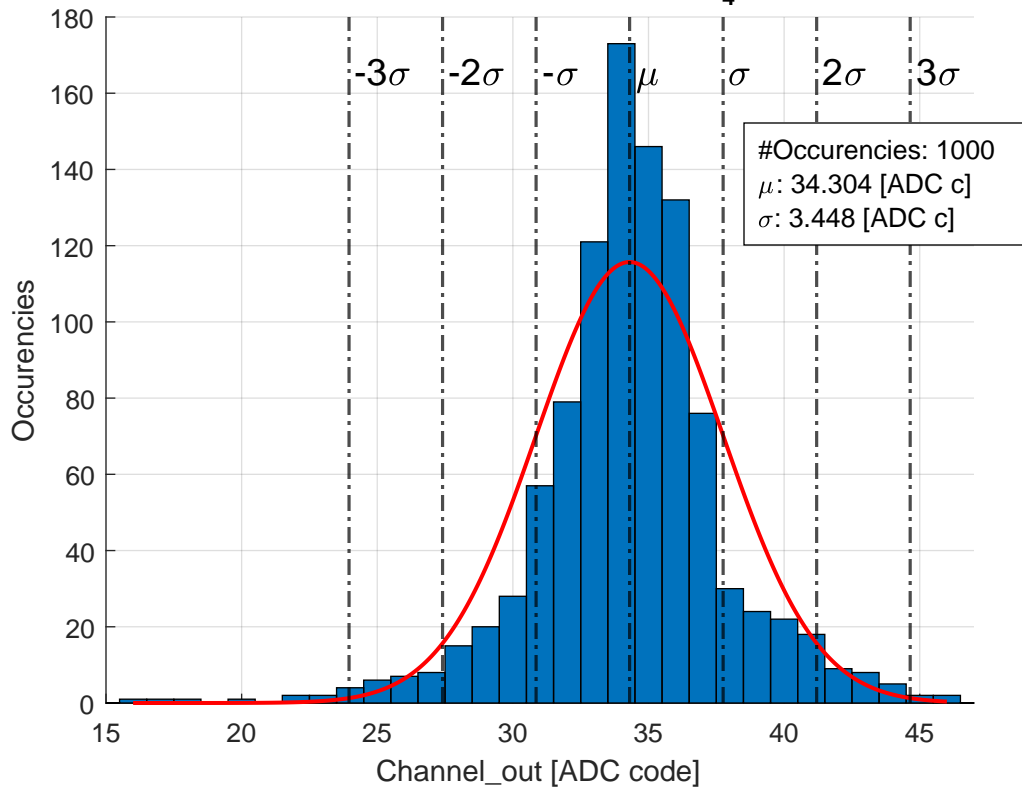 4
180
160
140
120
100
80
60
40
20
0
-3σ -2σ -σ μ σ 2σ 3σ
#Occurencies: 1000
μ: 34.304 [ADC c]
σ: 3.448 [ADC c]
Occurencies
15 20 25 30 35 40 45
Channel_out [ADC code]